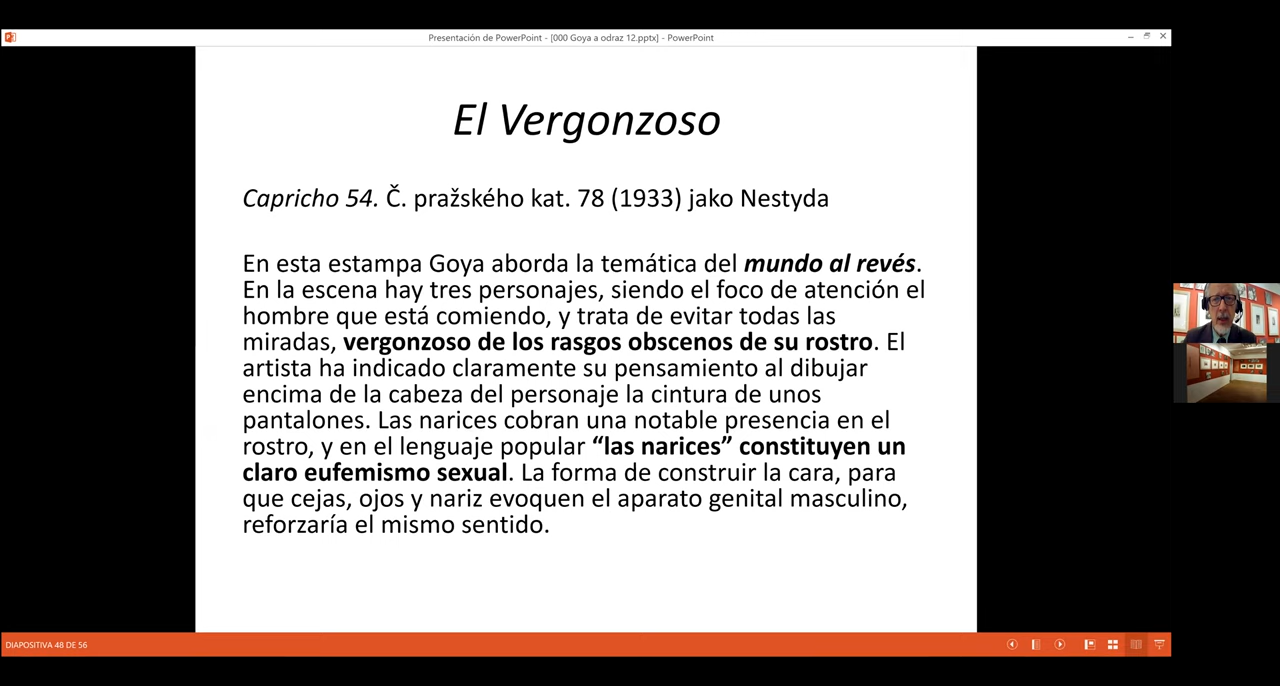 Presentación de PowerPoint - [000 Goya a odraz 12.pptx] - PowerPoint
El Vergonzoso
Capricho 54. Č. pražského kat. 78 (1933) jako Nestyda
En esta estampa Goya aborda la temática del mundo al revés.
En la escena hay tres personajes, siendo el foco de atención el
hombre que está comiendo, y trata de evitar todas las
miradas, vergonzoso de los rasgos obscenos de su rostro. El
artista ha indicado claramente su pensamiento al dibujar
encima de la cabeza del personaje la cintura de unos
pantalones. Las narices cobran una notable presencia en el
rostro, y en el lenguaje popular “las narices” constituyen un
claro eufemismo sexual. La forma de construir la cara, para
que cejas, ojos y nariz evoquen el aparato genital masculino,
reforzaría el mismo sentido.
DIAPOSITIVA 48 DE 56